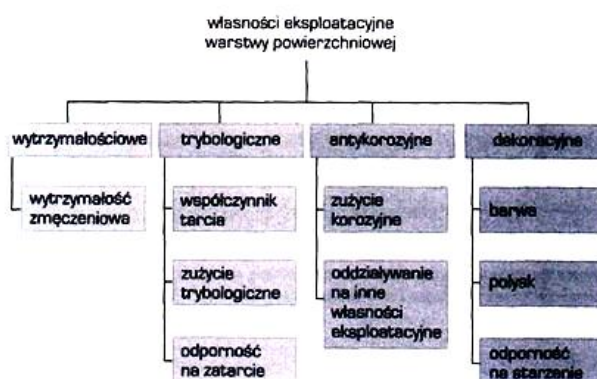 własności eksploatacyjne
warstwy powierzchniowej
wytrzymałościowe
trybologiczne
antykorozyjne
dekoracyjne
wytrzymałość
zmęczeniowa
współczynnik
tarcia
zużycie
trybologiczne
odporność
na zatarcie
zużycie
korozyjne
oddziaływanie
na inne
własności
eksploatacyjne
barwa
połysk
odporność
na starzenie